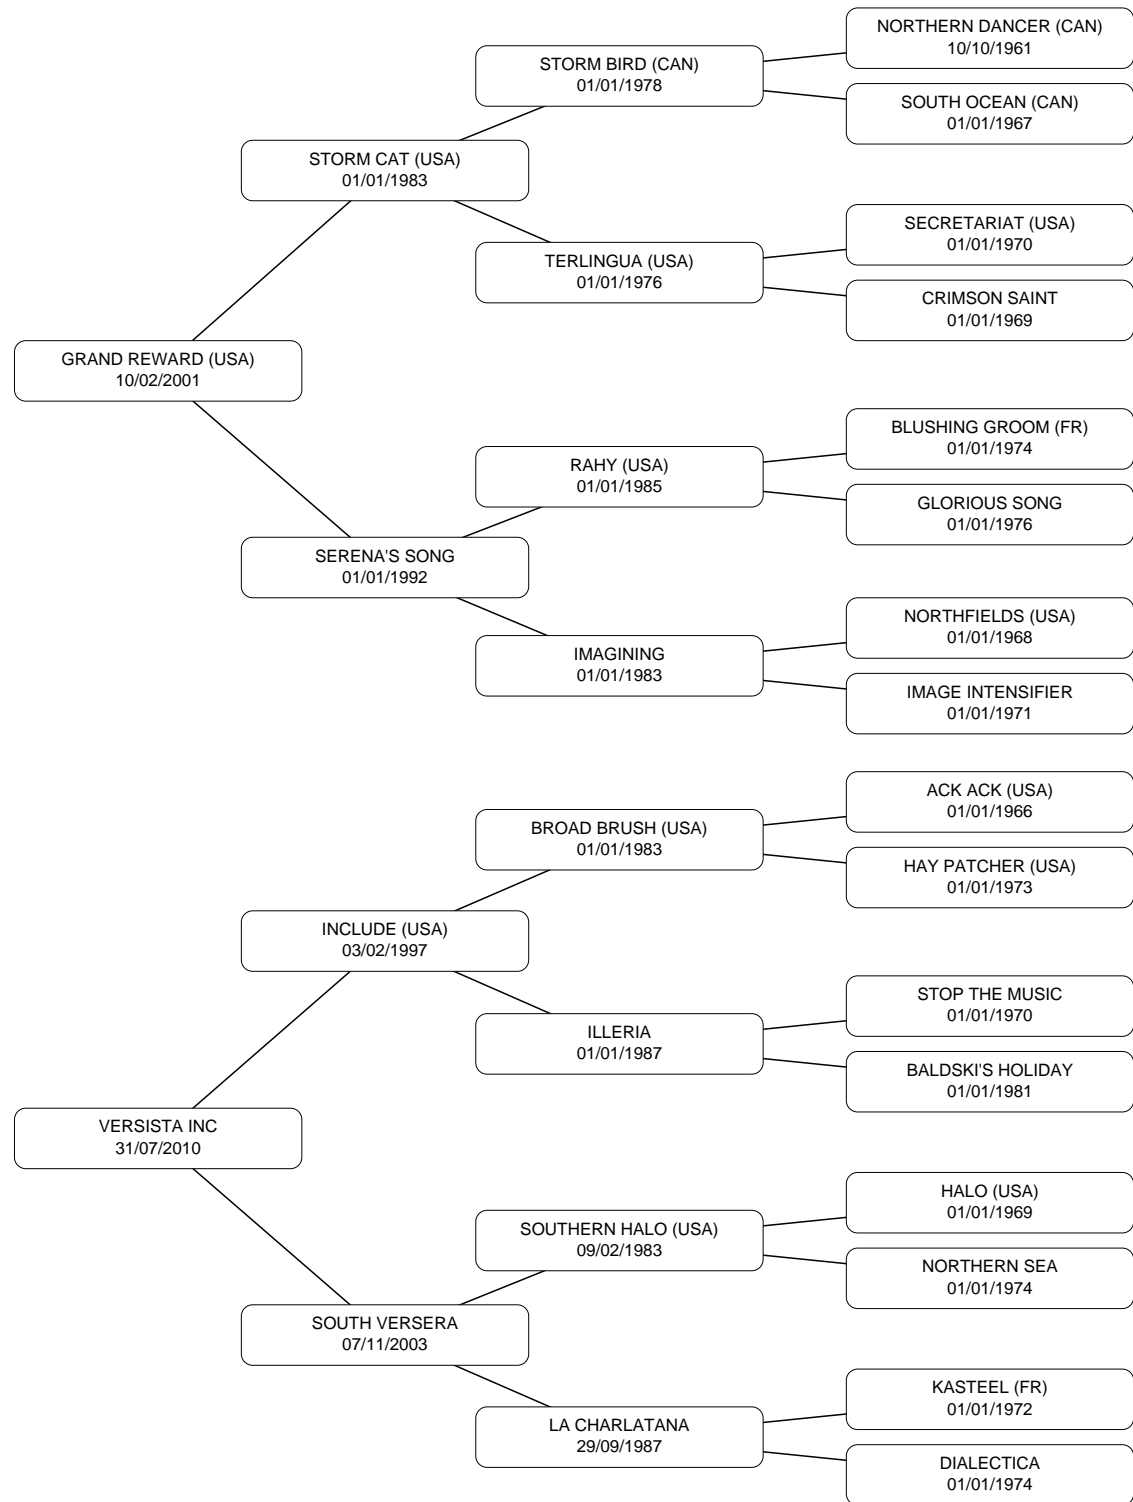 NORTHERN DANCER (CAN)
10/10/1961
STORM BIRD (CAN)
01/01/1978
SOUTH OCEAN (CAN)
01/01/1967
STORM CAT (USA)
01/01/1983
SECRETARIAT (USA)
01/01/1970
TERLINGUA (USA)
01/01/1976
CRIMSON SAINT
01/01/1969
GRAND REWARD (USA)
10/02/2001
BLUSHING GROOM (FR)
01/01/1974
RAHY (USA)
01/01/1985
GLORIOUS SONG
01/01/1976
SERENA'S SONG
01/01/1992
NORTHFIELDS (USA)
01/01/1968
IMAGINING
01/01/1983
IMAGE INTENSIFIER
01/01/1971
ACK ACK (USA)
01/01/1966
BROAD BRUSH (USA)
01/01/1983
HAY PATCHER (USA)
01/01/1973
INCLUDE (USA)
03/02/1997
STOP THE MUSIC
01/01/1970
ILLERIA
01/01/1987
BALDSKI'S HOLIDAY
01/01/1981
VERSISTA INC
31/07/2010
HALO (USA)
01/01/1969
SOUTHERN HALO (USA)
09/02/1983
NORTHERN SEA
01/01/1974
SOUTH VERSERA
07/11/2003
KASTEEL (FR)
01/01/1972
LA CHARLATANA
29/09/1987
DIALECTICA
01/01/1974